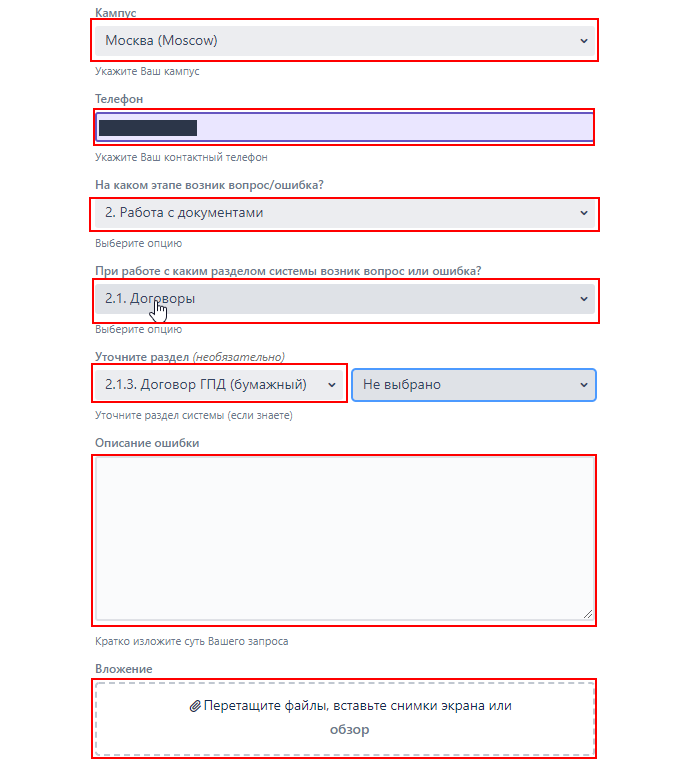 Кампус
Москва (Moscow)
Укажите Ваш кампус
Телефон
Укажите Ваш контактный телефон
На каком этапе возник вопрос/ошибка?
2. Работа с документами
Выберите опцию
При работе с каким разделом системы возник вопрос или ошибка?
2.1. Договоры
Выберите опцию
Уточните раздел (необязательно)
2.1.3. Договор ГПД (бумажный) Не выбрано
Уточните раздел системы (если знаете)
Описание ошибки
Кратко изложите суть Вашего запроса
Вложение
Перетащите файлы, вставьте снимки экрана или
обзор